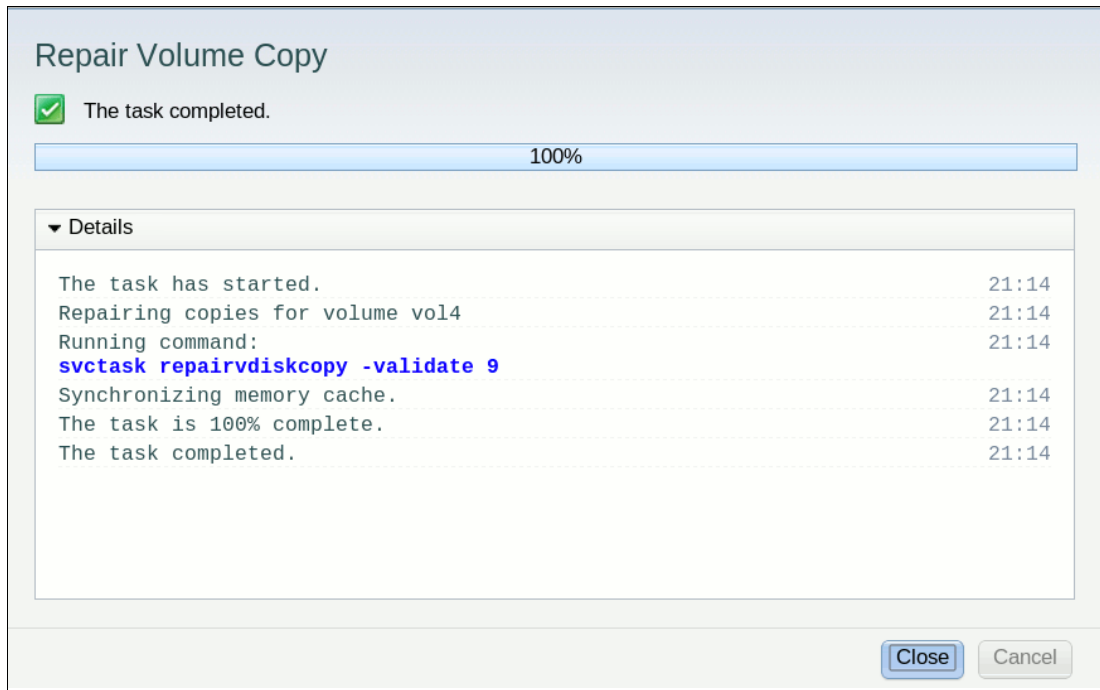 Repair Volume Copy
The task completed.
100%
Details
The task has started. 21:14
Repairing copies for volume vol4 21:14
Running command: 21:14
svctask repairvdiskcopy -validate 9
Synchronizing memory cache. 21:14
The task is 100% complete. 21:14
The task completed. 21:14
Close Cancel